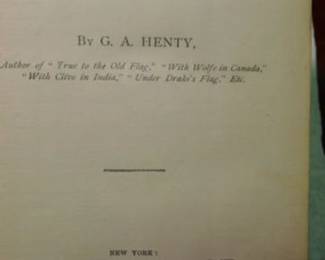 By G. A. HENTY,
Author of "True to the Old Flag," "With Wolfe in Canada,"
"With Clive in India," "Under Drake's Flag," Etc.
NEW YORK: